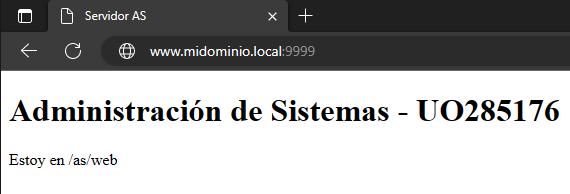 Servidor AS
www.midominio.local:9999
Administración de Sistemas - UO285176
Estoy en /as/web